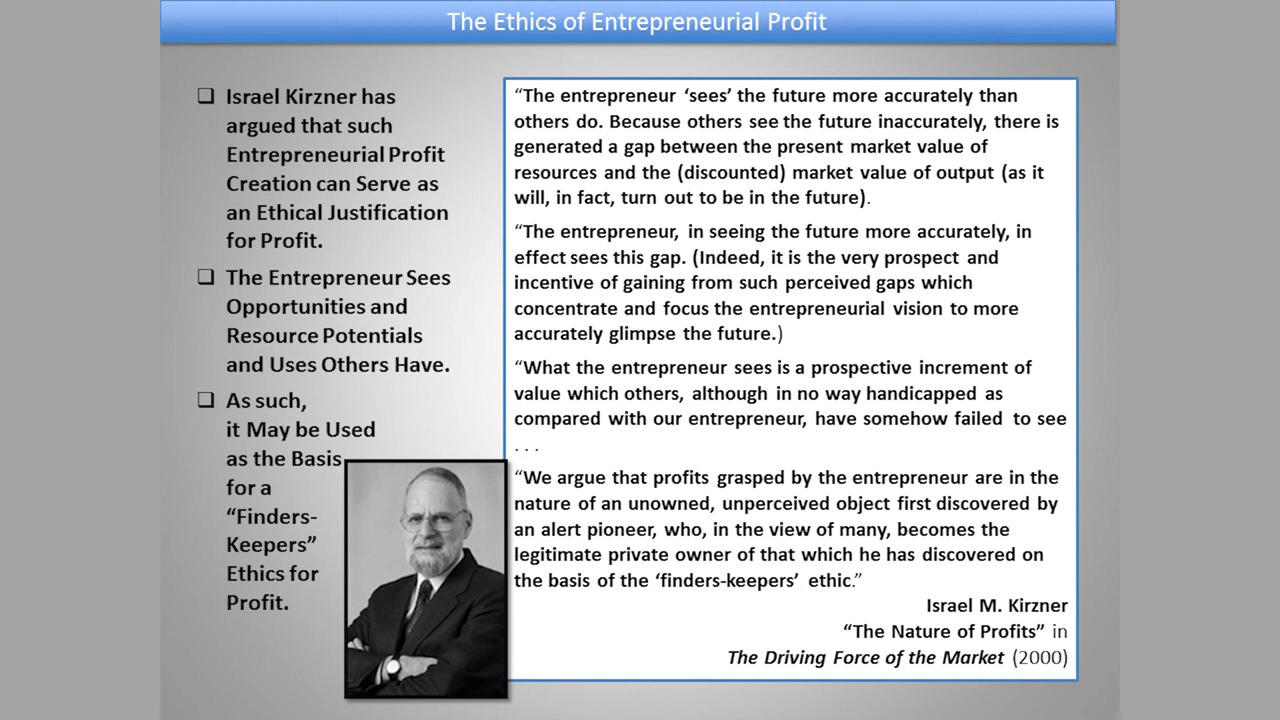 The Ethics of Entrepreneurial Profit
Israel Kirzner has
argued that such
Entrepreneurial Profit
Creation can Serve as
an Ethical Justification
for Profit.
The Entrepreneur Sees
Opportunities and
Resource Potentials
and Uses Others Have.
As such,
it May be Used
as the Basis
for a
“Finders-
Keepers”
Ethics for
Profit.
“The entrepreneur ‘sees’ the future more accurately than
others do. Because others see the future inaccurately, there is
generated a gap between the present market value of
resources and the (discounted) market value of output (as it
will, in fact, turn out to be in the future).
“The entrepreneur, in seeing the future more accurately, in
effect sees this gap. (Indeed, it is the very prospect and
incentive of gaining from such perceived gaps which
concentrate and focus the entrepreneurial vision to more
accurately glimpse the future.)
“What the entrepreneur sees is a prospective increment of
value which others, although in no way handicapped as
compared with our entrepreneur, have somehow failed to see
. . .
“We argue that profits grasped by the entrepreneur are in the
nature of an unowned, unperceived object first discovered by
an alert pioneer, who, in the view of many, becomes the
legitimate private owner of that which he has discovered on
the basis of the ‘finders-keepers’ ethic.”
Israel M. Kirzner
“The Nature of Profits” in
The Driving Force of the Market (2000)